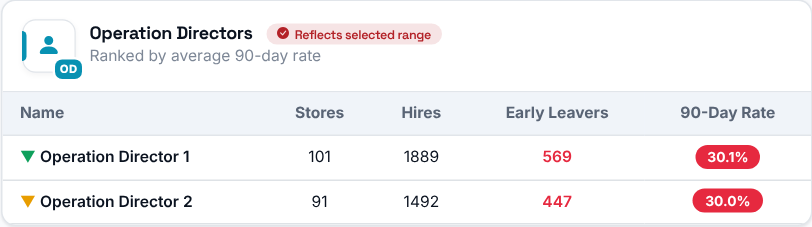 Operation Directors Reflects selected range
Ranked by average 90-day rate
OD
Name Stores Hires Early Leavers 90-Day Rate
▼ Operation Director 1 101 1889 569 30.1%
▼ Operation Director 2 91 1492 447 30.0%